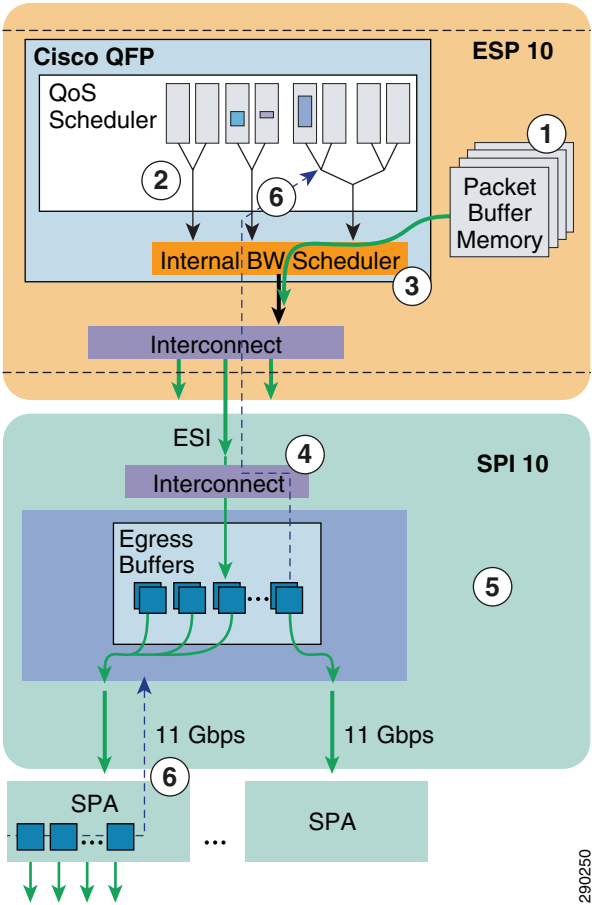 Cisco QFP
ESP 10
QoS
Scheduler
1
2
6
Packet
Buffer
Memory
Internal BW Scheduler
3
Interconnect
ESI
4
SPI 10
Interconnect
Egress
Buffers
...
5
11 Gbps
11 Gbps
6
SPA
...
...
SPA
290250